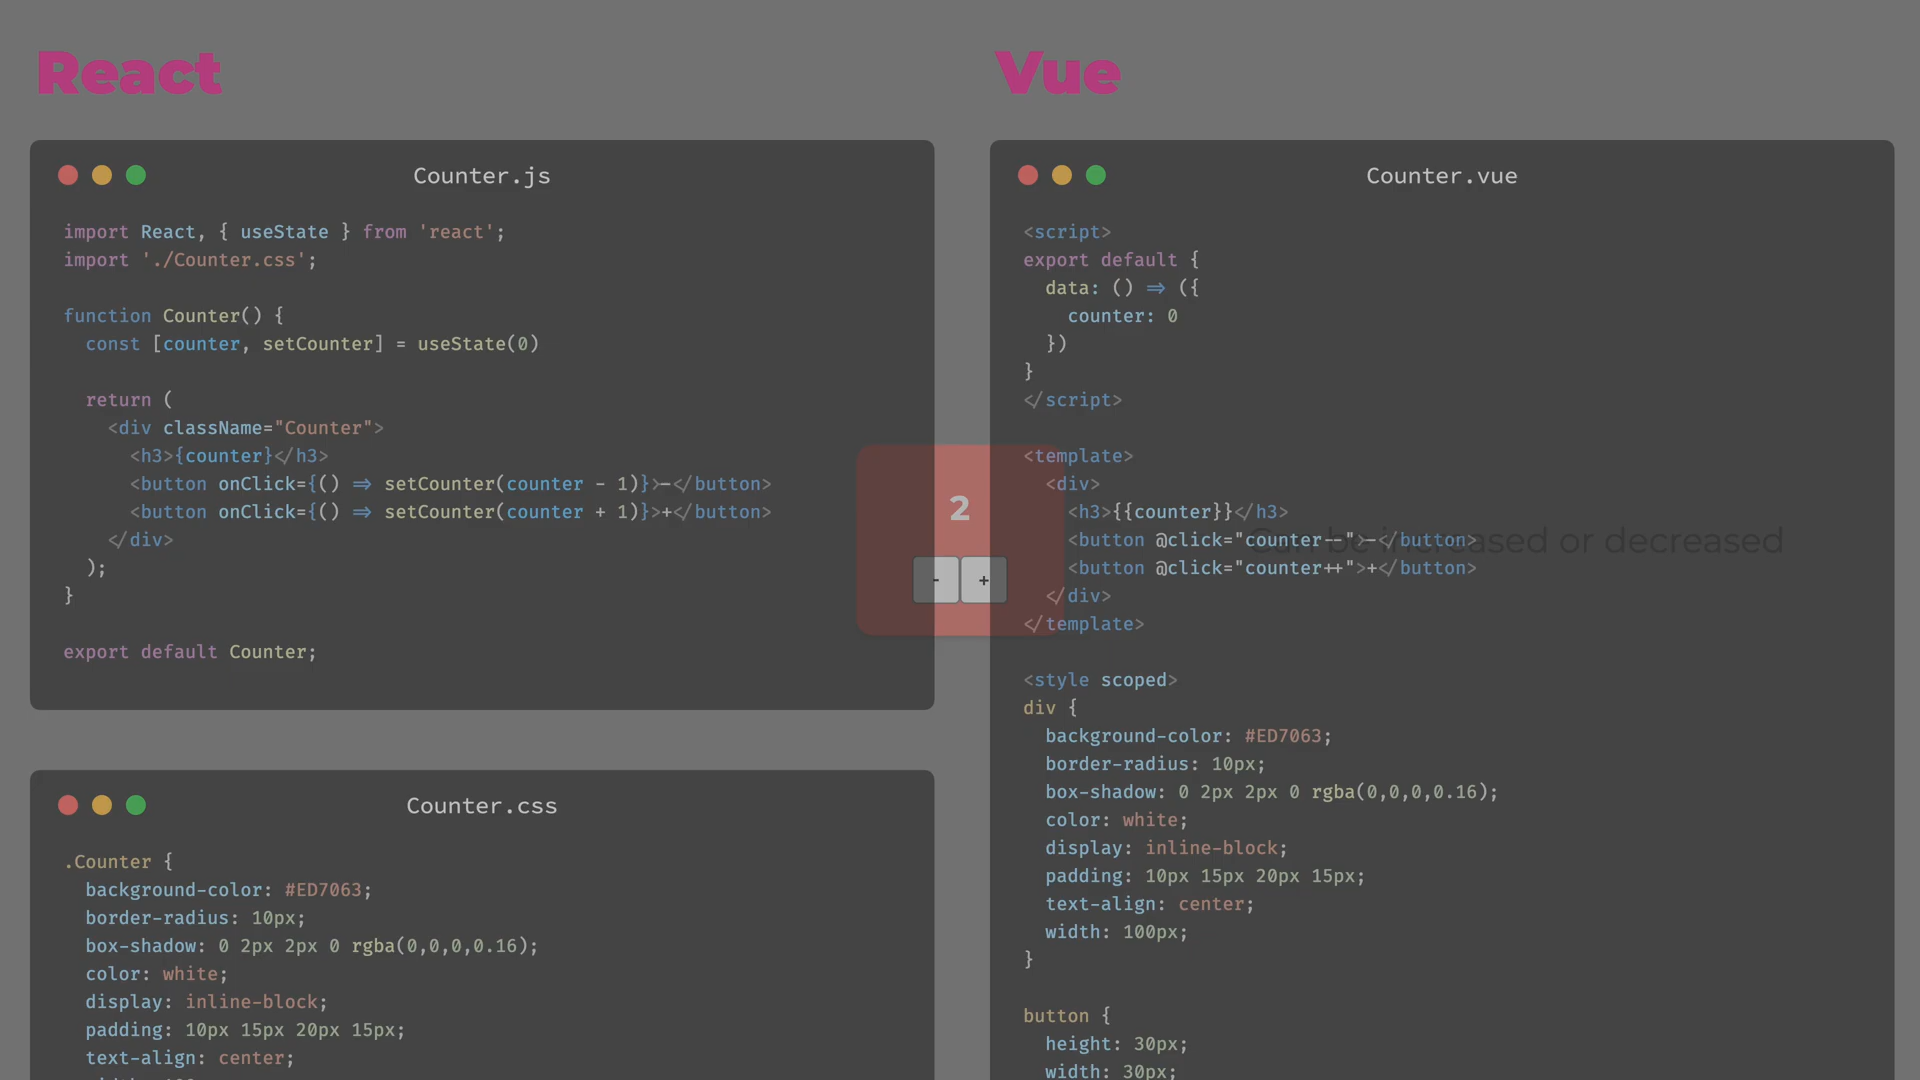 React
Counter.js
import React, { useState } from 'react';
import './Counter.css';
function Counter() {
const [counter, setCounter] = useState(0)
return (
<div className="Counter">
<h3>{counter}</h3>
<button onClick={() => setCounter(counter - 1)}>-</button>
<button onClick={() => setCounter(counter + 1)}>+</button>
</div>
);
}
export default Counter;
Counter.css
.Counter {
background-color: #ED7063;
border-radius: 10px;
box-shadow: 0 2px 2px 0 rgba(0,0,0,0.16);
color: white;
display: inline-block;
padding: 10px 15px 20px 15px;
text-align: center;
2
- +
Vue
Counter.vue
<script>
export default {
data: () => ({
counter: 0
})
}
</script>
<template>
<div>
<h3>{{counter}}</h3>
<button @click="counter--">-</button>
<button @click="counter++">+</button>
</div>
</template>
Can be increased or decreased
<style scoped>
div {
background-color: #ED7063;
border-radius: 10px;
box-shadow: 0 2px 2px 0 rgba(0,0,0,0.16);
color: white;
display: inline-block;
padding: 10px 15px 20px 15px;
text-align: center;
width: 100px;
}
button {
height: 30px;
width: 30px;